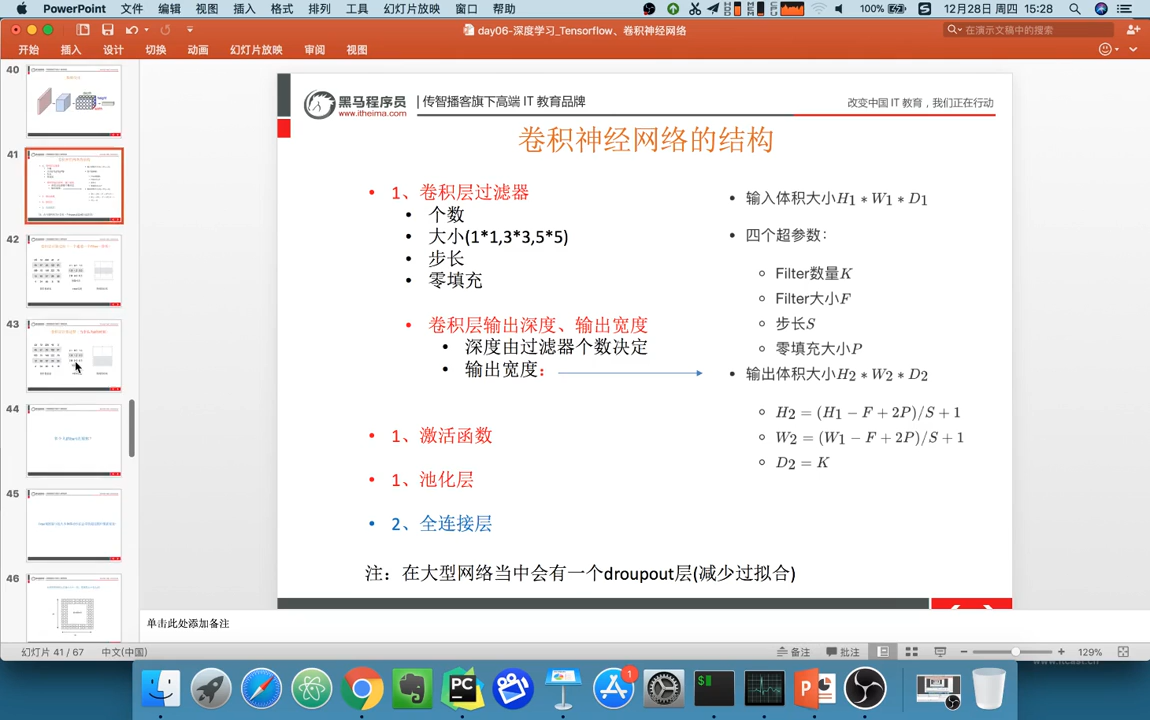 PowerPoint 文件 编辑 视图 插入 格式 排列 工具 幻灯片放映 窗口 帮助
100% 12月28日 周四 15:28
day06-深度学习_Tensorflow、卷积神经网络
在演示文稿中搜索
开始 插入 设计 切换 动画 幻灯片放映 审阅 视图
40
41
42
43
44
45
46
黑马程序员
www.itheima.com
传智播客旗下高端 IT 教育品牌
改变中国 IT 教育，我们正在行动
卷积神经网络的结构
• 1、卷积层过滤器
• 个数
• 大小(1*1,3*3,5*5)
• 步长
• 零填充
• 卷积层输出深度、输出宽度
• 深度由过滤器个数决定
• 输出宽度：
• 1、激活函数
• 1、池化层
• 2、全连接层
注：在大型网络当中会有一个droupout层(减少过拟合)
• 输入体积大小H₁ ∗ W₁ ∗ D₁
• 四个超参数：
◦ Filter数量K
◦ Filter大小F
◦ 步长S
◦ 零填充大小P
• 输出体积大小H₂ ∗ W₂ ∗ D₂
◦ H₂ = (H₁ − F + 2P)/S + 1
◦ W₂ = (W₁ − F + 2P)/S + 1
◦ D₂ = K
单击此处添加备注
幻灯片 41 / 67 中文(中国)
备注 批注 129%
1
PC
$
P